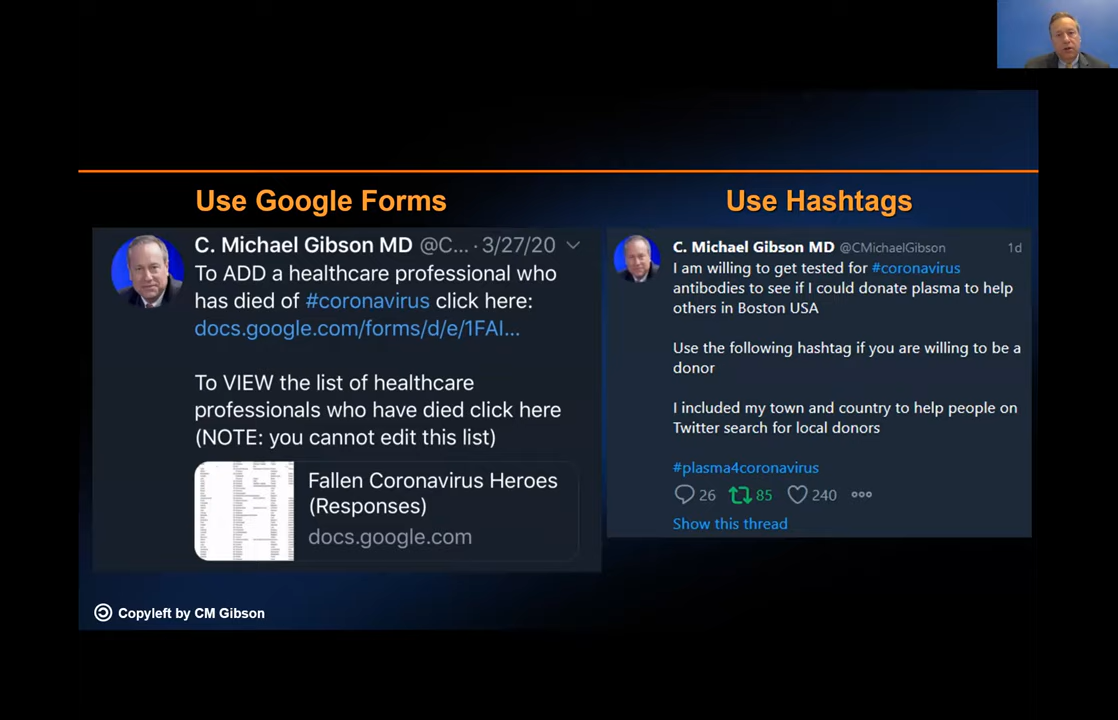 Use Google Forms
C. Michael Gibson MD @C... · 3/27/20
To ADD a healthcare professional who
has died of #coronavirus click here:
docs.google.com/forms/d/e/1FAI...
To VIEW the list of healthcare
professionals who have died click here
(NOTE: you cannot edit this list)
Fallen Coronavirus Heroes
(Responses)
docs.google.com
Use Hashtags
C. Michael Gibson MD @CMichaelGibson 1d
I am willing to get tested for #coronavirus
antibodies to see if I could donate plasma to help
others in Boston USA
Use the following hashtag if you are willing to be a
donor
I included my town and country to help people on
Twitter search for local donors
#plasma4coronavirus
26 85 240
Show this thread
Copyleft by CM Gibson